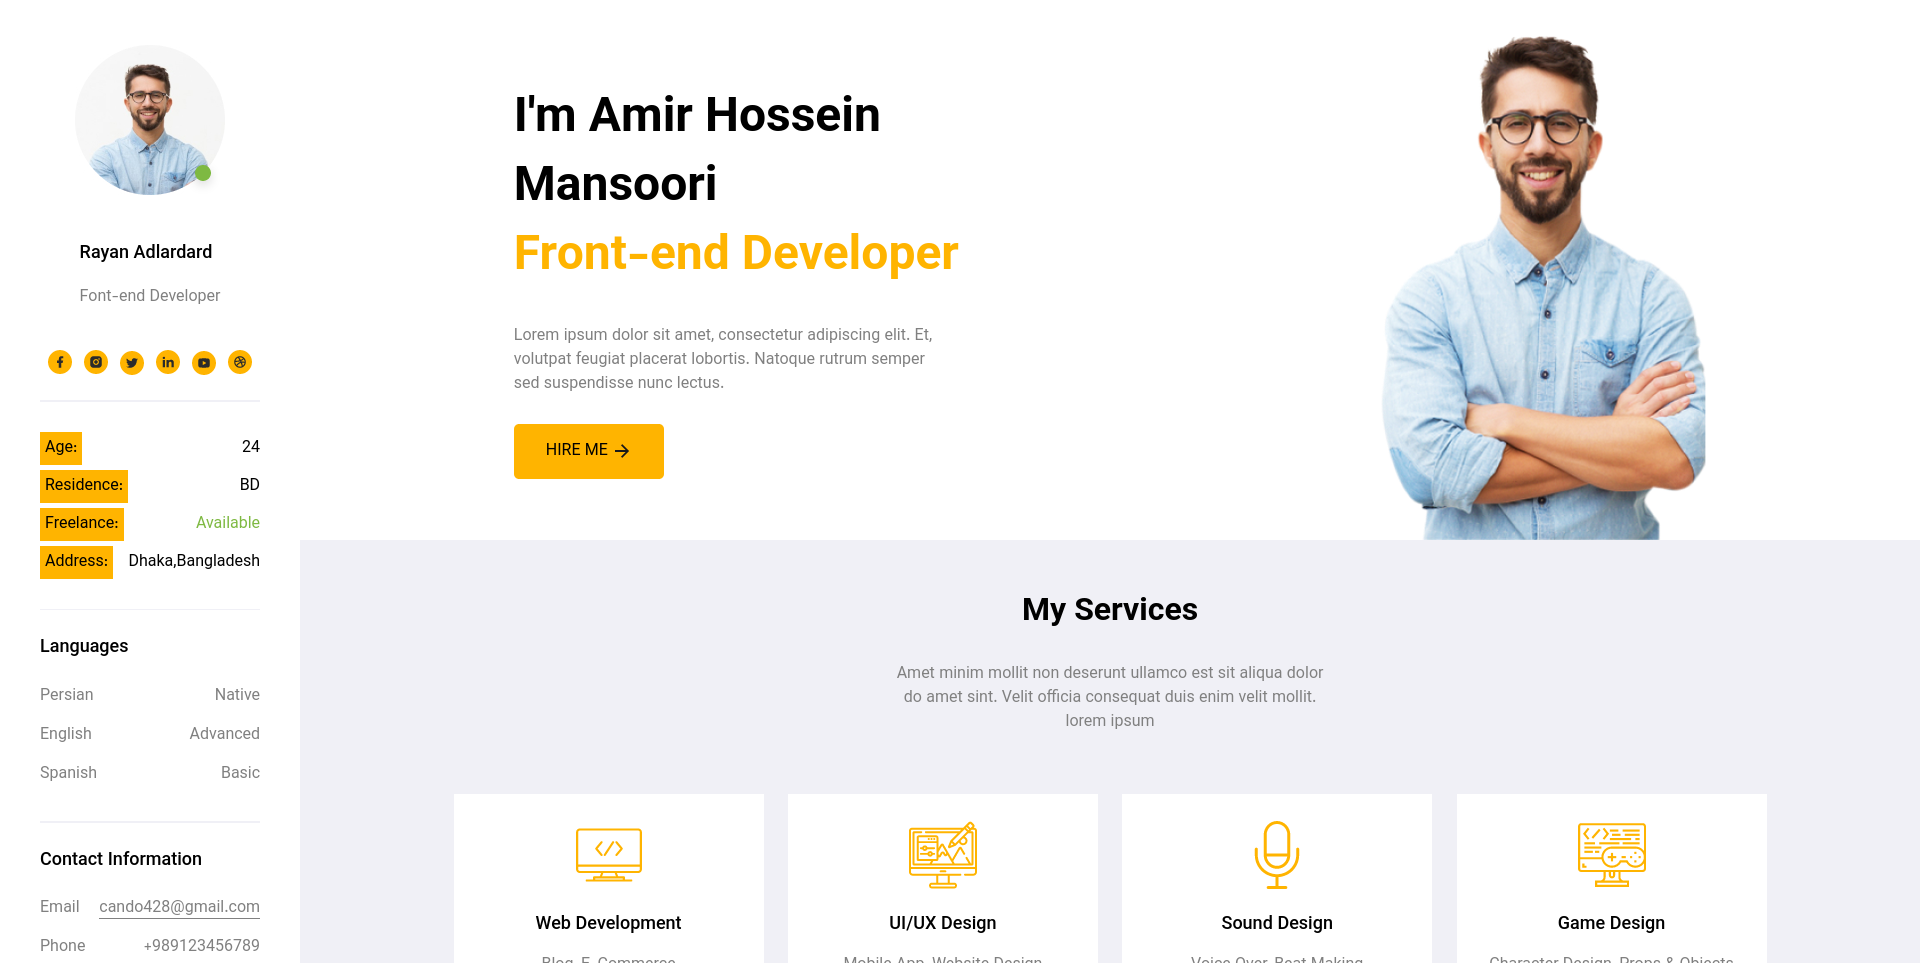 Rayan Adlardard
Font-end Developer
Age: 24
Residence: BD
Freelance: Available
Address: Dhaka,Bangladesh
Languages
Persian Native
English Advanced
Spanish Basic
Contact Information
Email cando428@gmail.com
Phone +989123456789
I'm Amir Hossein
Mansoori
Front-end Developer
Lorem ipsum dolor sit amet, consectetur adipiscing elit. Et,
volutpat feugiat placerat lobortis. Natoque rutrum semper
sed suspendisse nunc lectus.
HIRE ME
My Services
Amet minim mollit non deserunt ullamco est sit aliqua dolor
do amet sint. Velit officia consequat duis enim velit mollit.
lorem ipsum
Web Development
Blog, E-Commerce
UI/UX Design
Mobile App, Website Design
Sound Design
Voice Over, Beat Making
Game Design
Character Design, Props & Objects